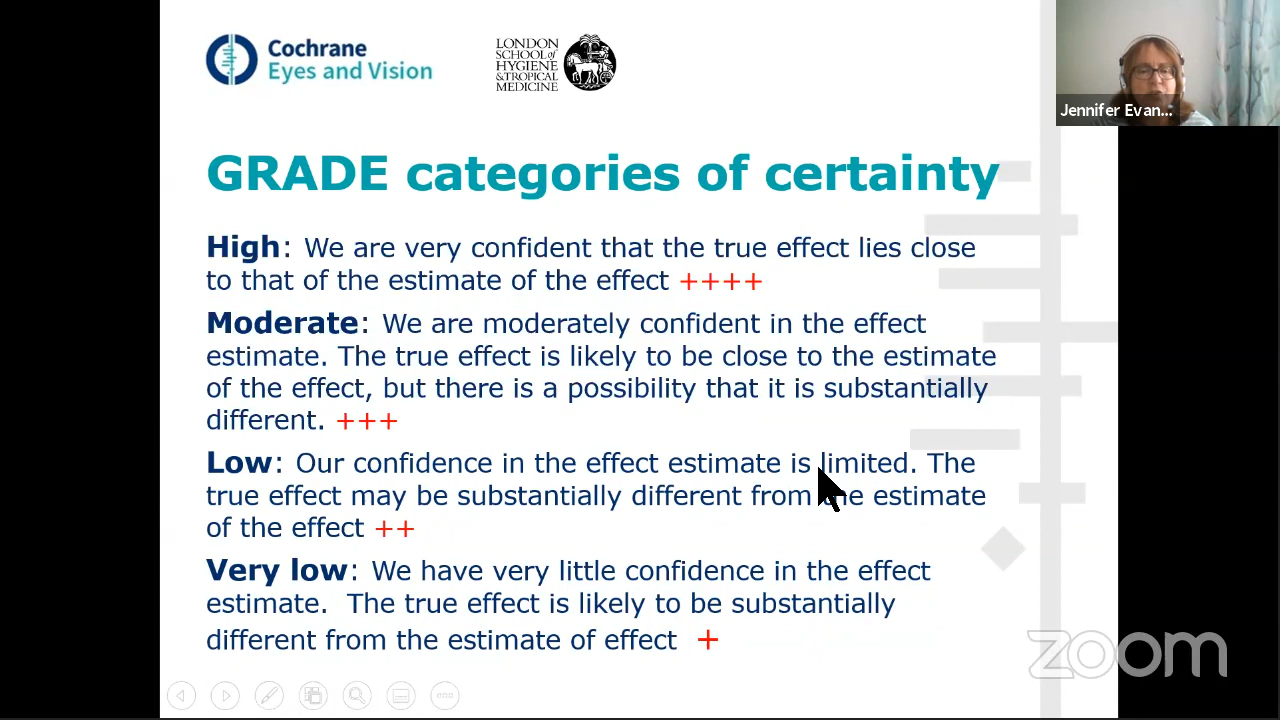 Cochrane
Eyes and Vision
LONDON
SCHOOL of
HYGIENE
& TROPICAL
MEDICINE
Jennifer Evan...
GRADE categories of certainty
High: We are very confident that the true effect lies close
to that of the estimate of the effect ++++
Moderate: We are moderately confident in the effect
estimate. The true effect is likely to be close to the estimate
of the effect, but there is a possibility that it is substantially
different. +++
Low: Our confidence in the effect estimate is limited. The
true effect may be substantially different from the estimate
of the effect ++
Very low: We have very little confidence in the effect
estimate. The true effect is likely to be substantially
different from the estimate of effect +
zoom